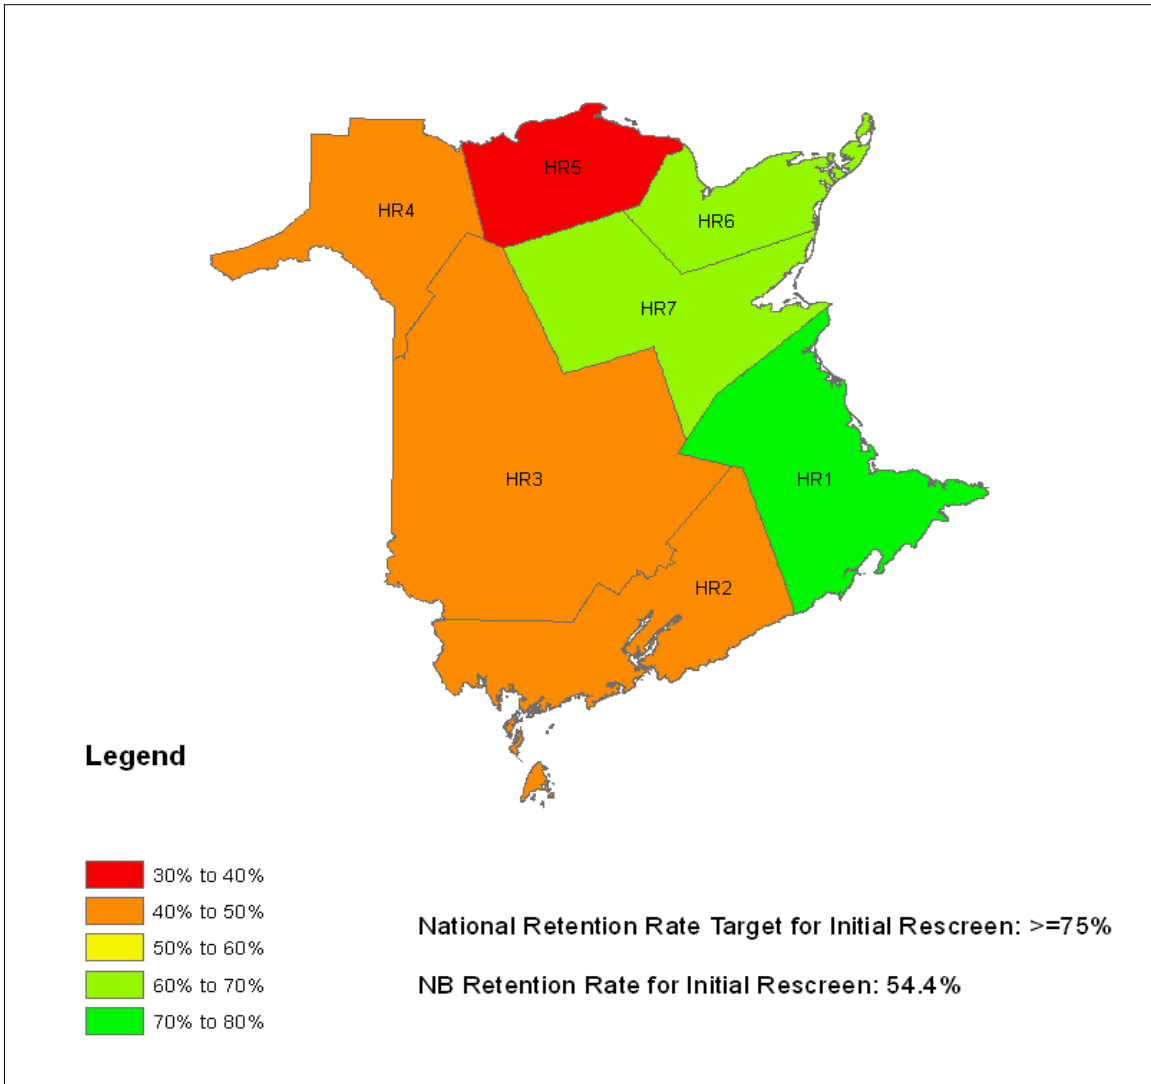 HR5
HR4
HR6
HR7
HR3
HR1
HR2
Legend
30% to 40%
40% to 50%
50% to 60%
60% to 70%
70% to 80%
National Retention Rate Target for Initial Rescreen: >=75%
NB Retention Rate for Initial Rescreen: 54.4%